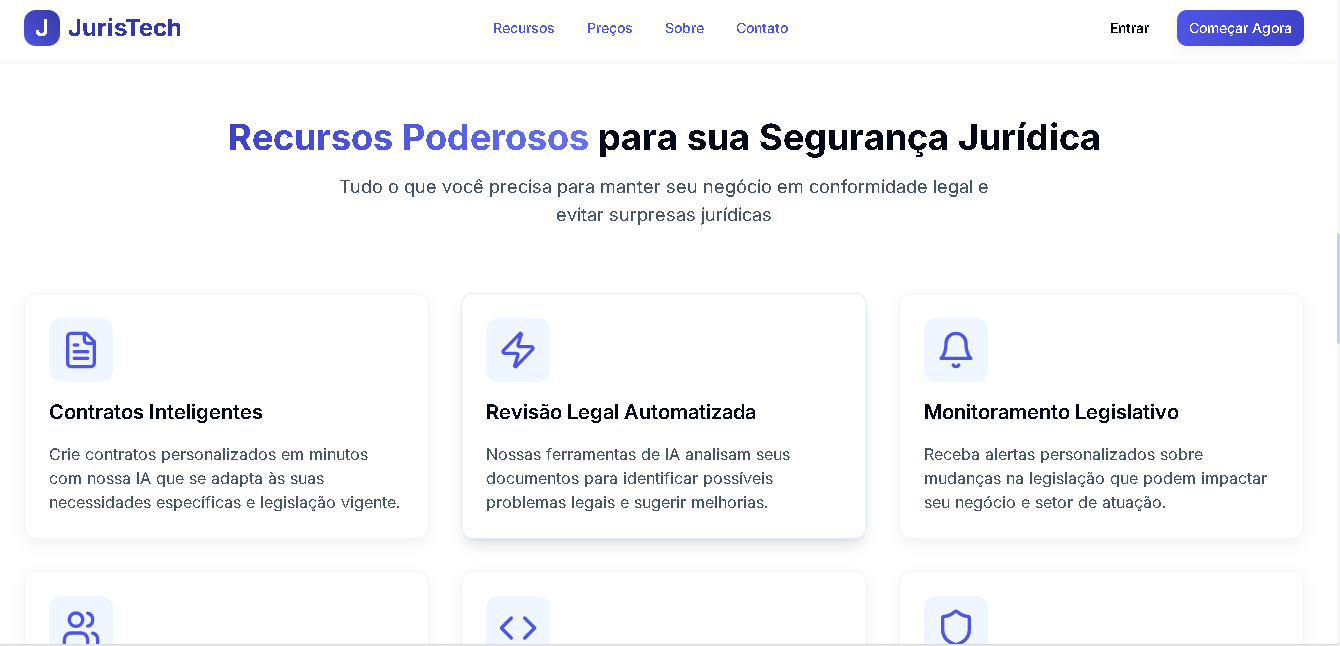 J JurisTech
Recursos
Preços
Sobre
Contato
Entrar
Começar Agora
Recursos Poderosos para sua Segurança Jurídica
Tudo o que você precisa para manter seu negócio em conformidade legal e
evitar surpresas jurídicas
Contratos Inteligentes
Crie contratos personalizados em minutos
com nossa IA que se adapta às suas
necessidades específicas e legislação vigente.
Revisão Legal Automatizada
Nossas ferramentas de IA analisam seus
documentos para identificar possíveis
problemas legais e sugerir melhorias.
Monitoramento Legislativo
Receba alertas personalizados sobre
mudanças na legislação que podem impactar
seu negócio e setor de atuação.